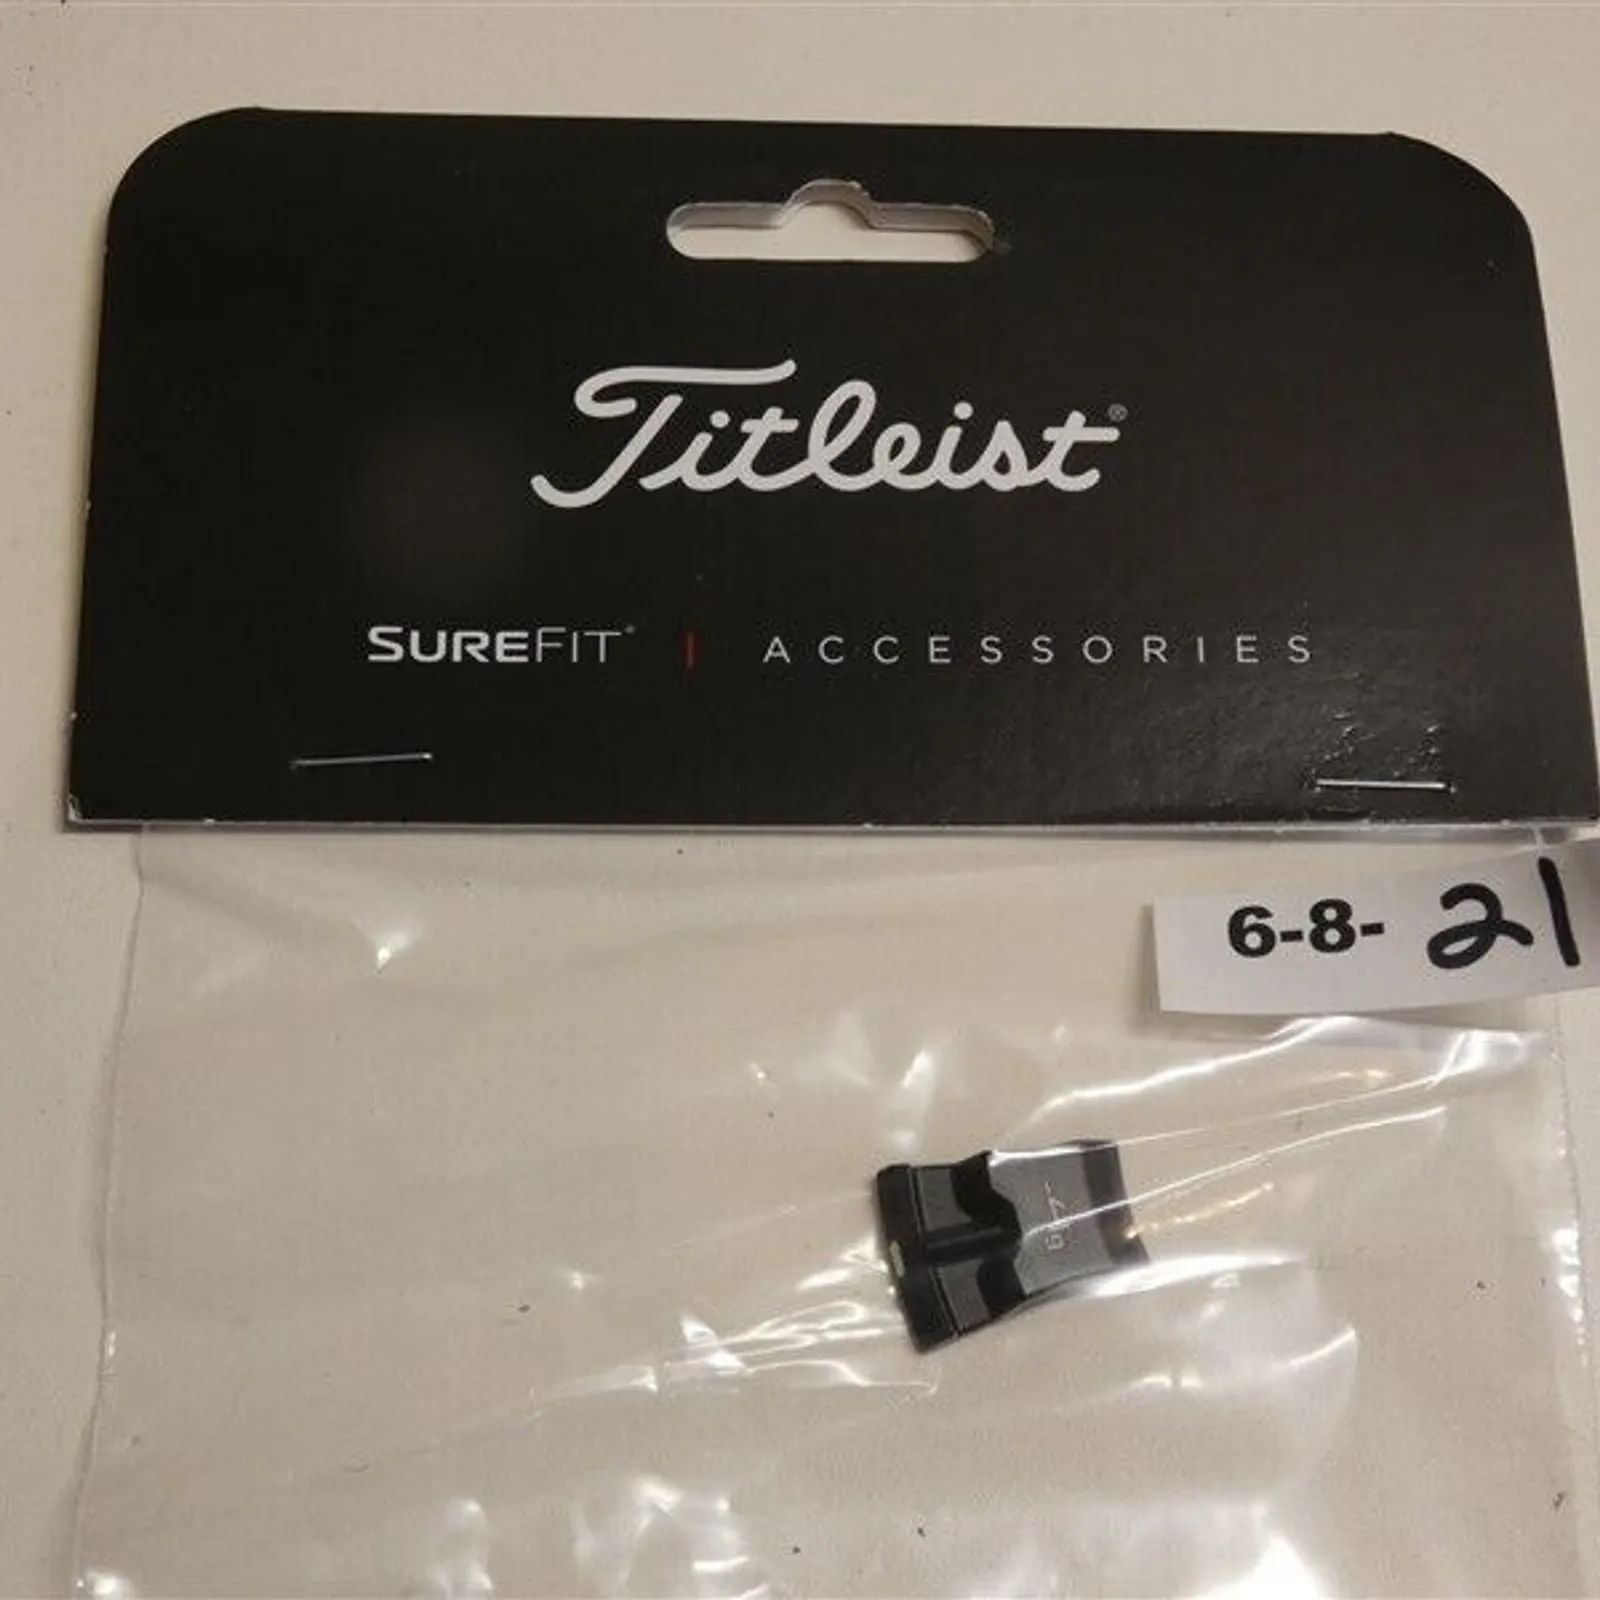 Titleist®
SUREFIT® | ACCESSORIES
6-8-21